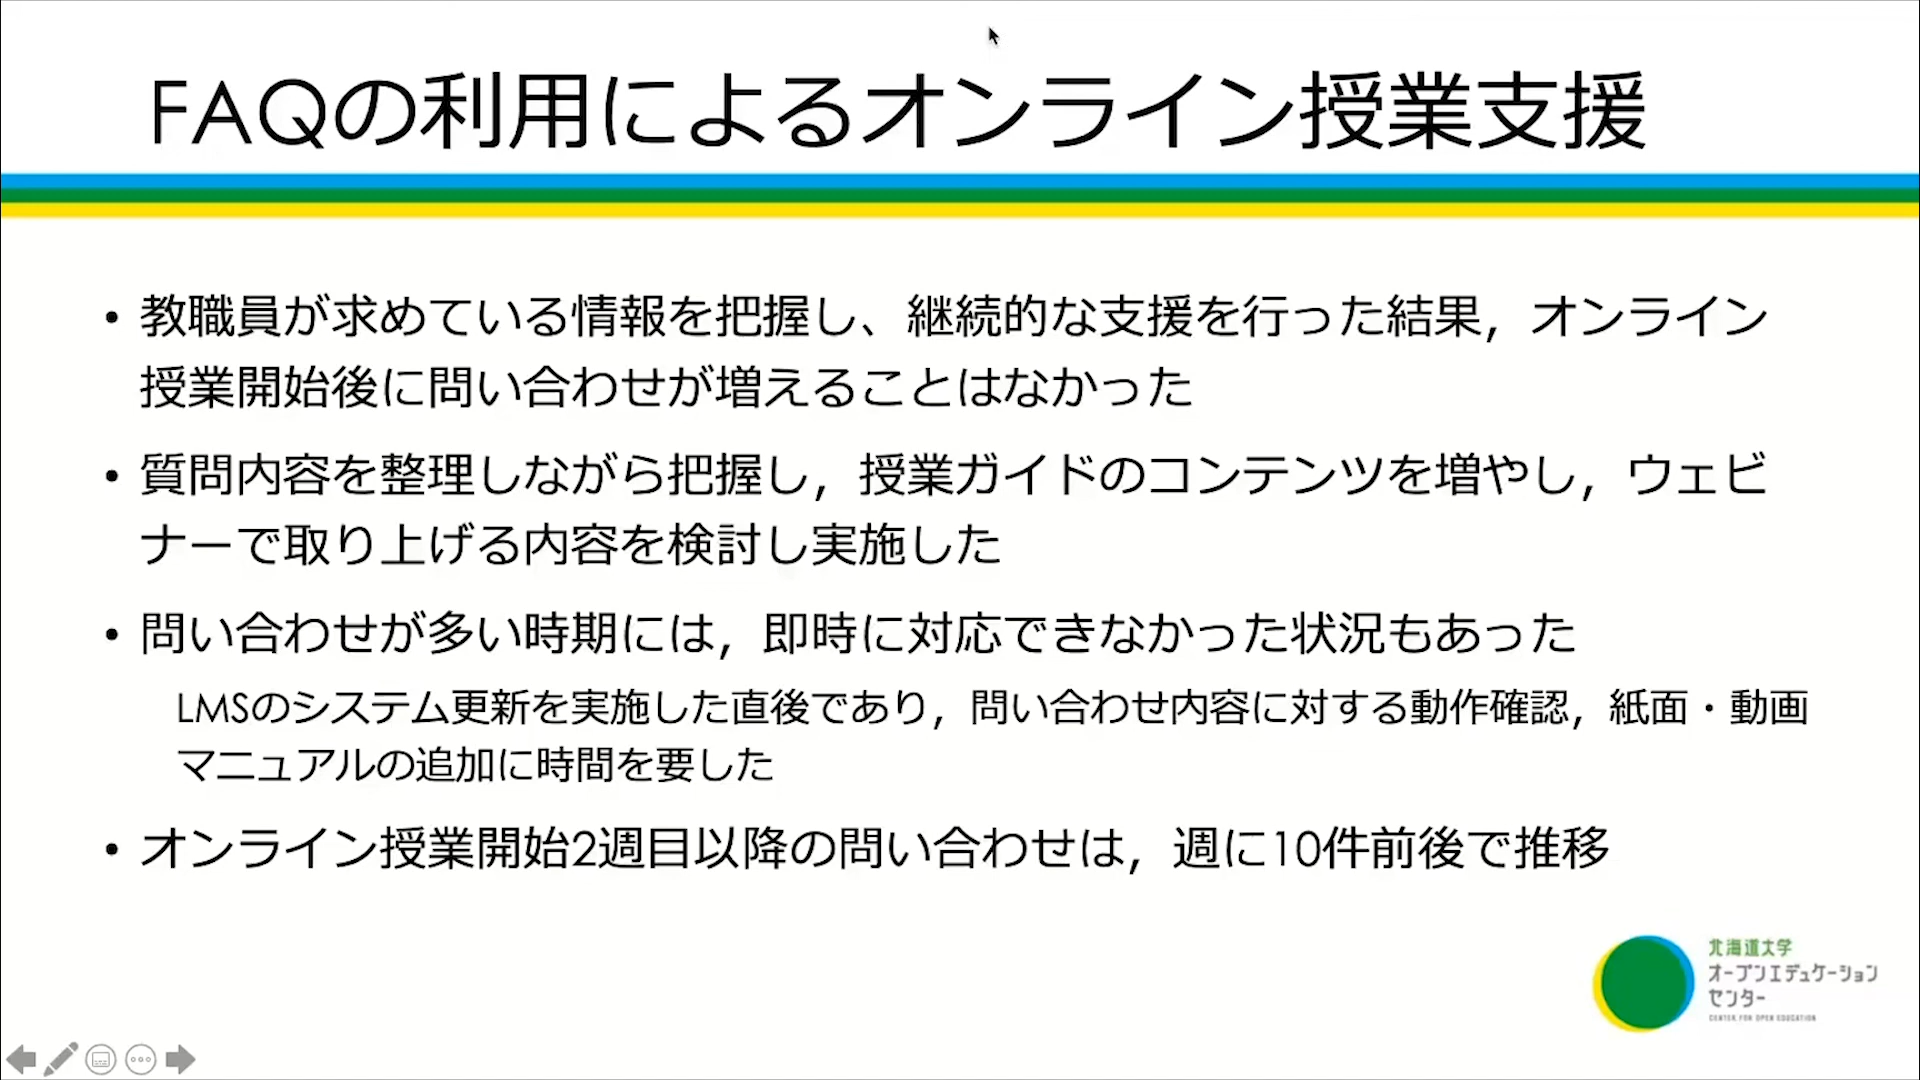 FAQの利用によるオンライン授業支援
• 教職員が求めている情報を把握し、継続的な支援を行った結果，オンライン
授業開始後に問い合わせが増えることはなかった
• 質問内容を整理しながら把握し，授業ガイドのコンテンツを増やし，ウェビ
ナーで取り上げる内容を検討し実施した
• 問い合わせが多い時期には，即時に対応できなかった状況もあった
LMSのシステム更新を実施した直後であり，問い合わせ内容に対する動作確認，紙面・動画
マニュアルの追加に時間を要した
• オンライン授業開始2週目以降の問い合わせは，週に10件前後で推移
北海道大学
オープンエデュケーション
センター
CENTER FOR OPEN EDUCATION